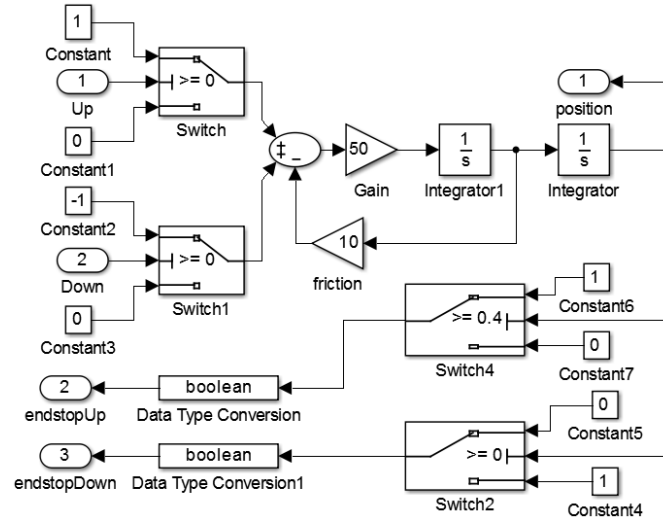 1
Constant
1
Up
>= 0
0
Constant1
Switch
-1
Constant2
2
Down
>= 0
0
Constant3
Switch1
‡
_
50
Gain
1
s
Integrator1
1
s
Integrator
1
position
10
friction
1
Constant6
>= 0.4
0
Constant7
Switch4
2
endstopUp
boolean
Data Type Conversion
0
Constant5
>= 0
1
Constant4
Switch2
3
endstopDown
boolean
Data Type Conversion1